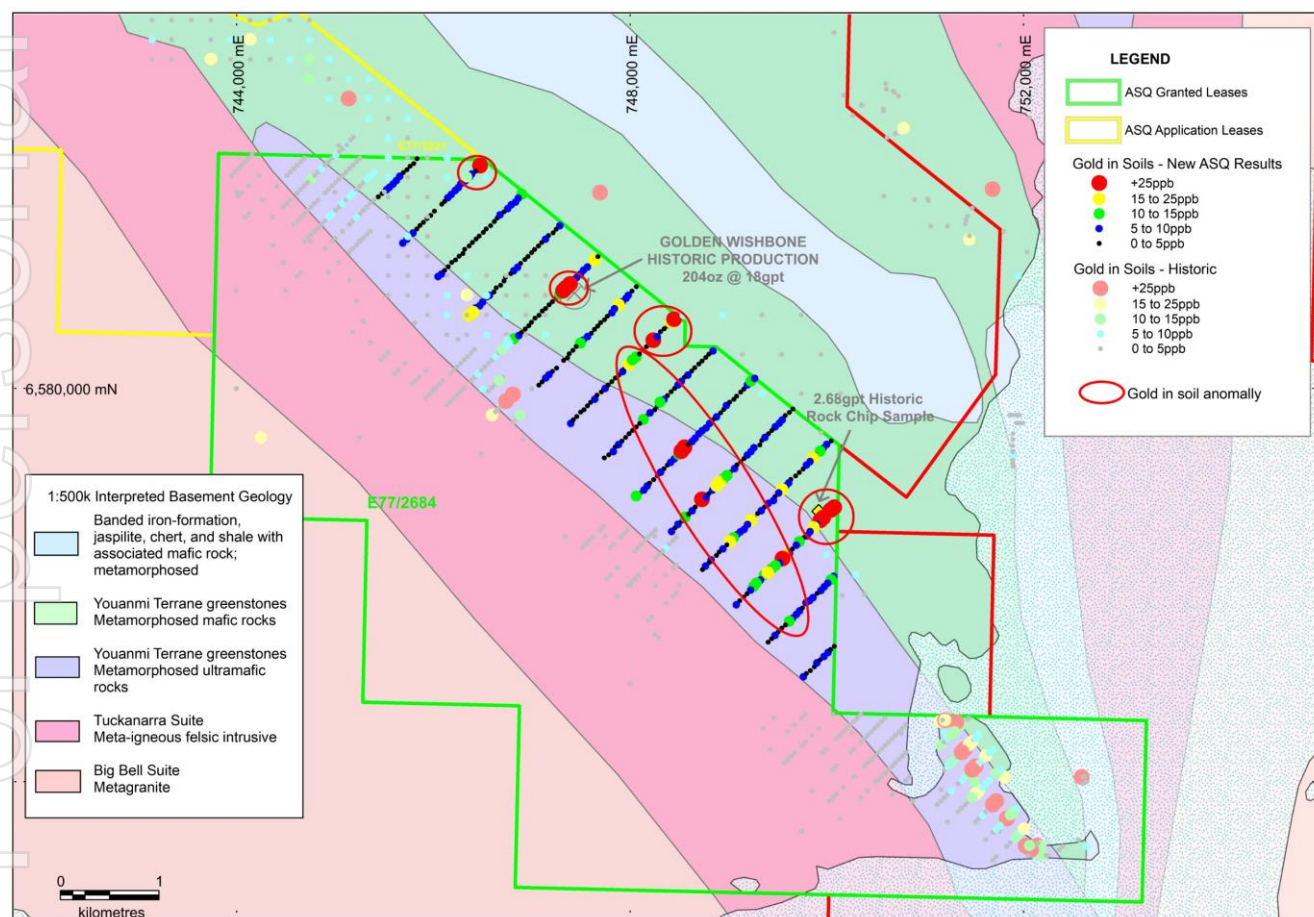 744,000 mE
748,000 mE
752,000 mE
6,580,000 mN
GOLDEN WISHBONE
HISTORIC PRODUCTION
204oz @ 18gpt
2.68gpt Historic
Rock Chip Sample
E77/2684
LEGEND
ASQ Granted Leases
ASQ Application Leases
Gold in Soils - New ASQ Results
+25ppb
15 to 25ppb
10 to 15ppb
5 to 10ppb
0 to 5ppb
Gold in Soils - Historic
+25ppb
15 to 25ppb
10 to 15ppb
5 to 10ppb
0 to 5ppb
Gold in soil anomally
1:500k Interpreted Basement Geology
Banded iron-formation,
jaspilite, chert, and shale with
associated mafic rock;
metamorphosed
Youanmi Terrane greenstones
Metamorphosed mafic rocks
Youanmi Terrane greenstones
Metamorphosed ultramafic
rocks
Tuckanarra Suite
Meta-igneous felsic intrusive
Big Bell Suite
Metagranite
0 1
kilometres